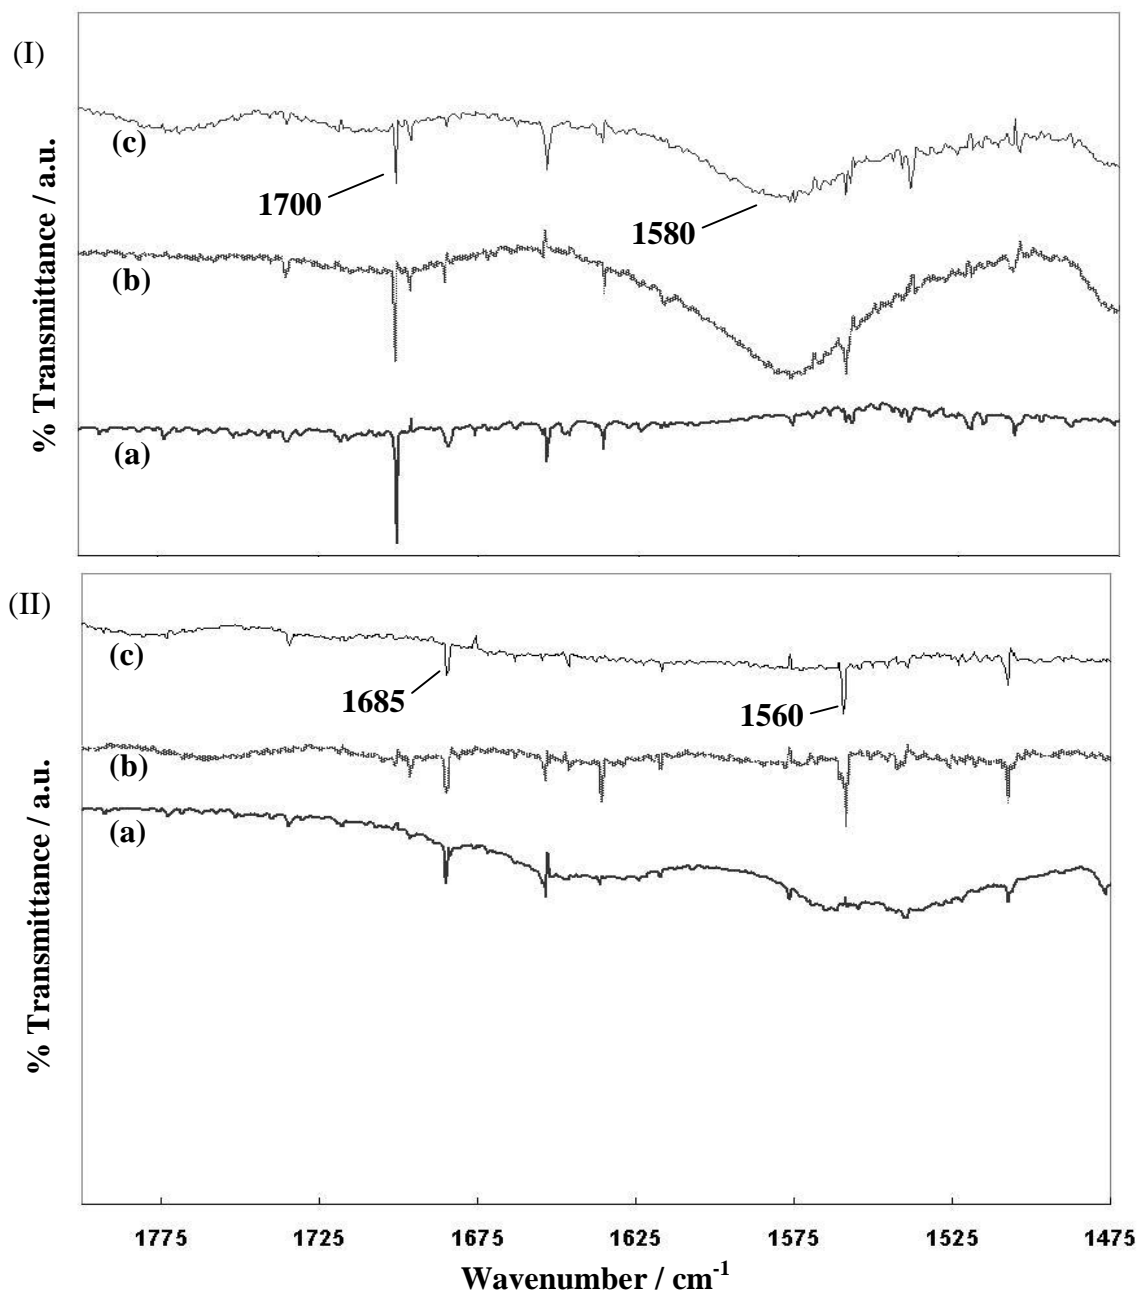 (I)
(c)
1700
1580
(b)
(a)
% Transmittance / a.u.
(II)
(c)
1685
1560
(b)
(a)
% Transmittance / a.u.
1775 1725 1675 1625 1575 1525 1475
Wavenumber / cm⁻¹